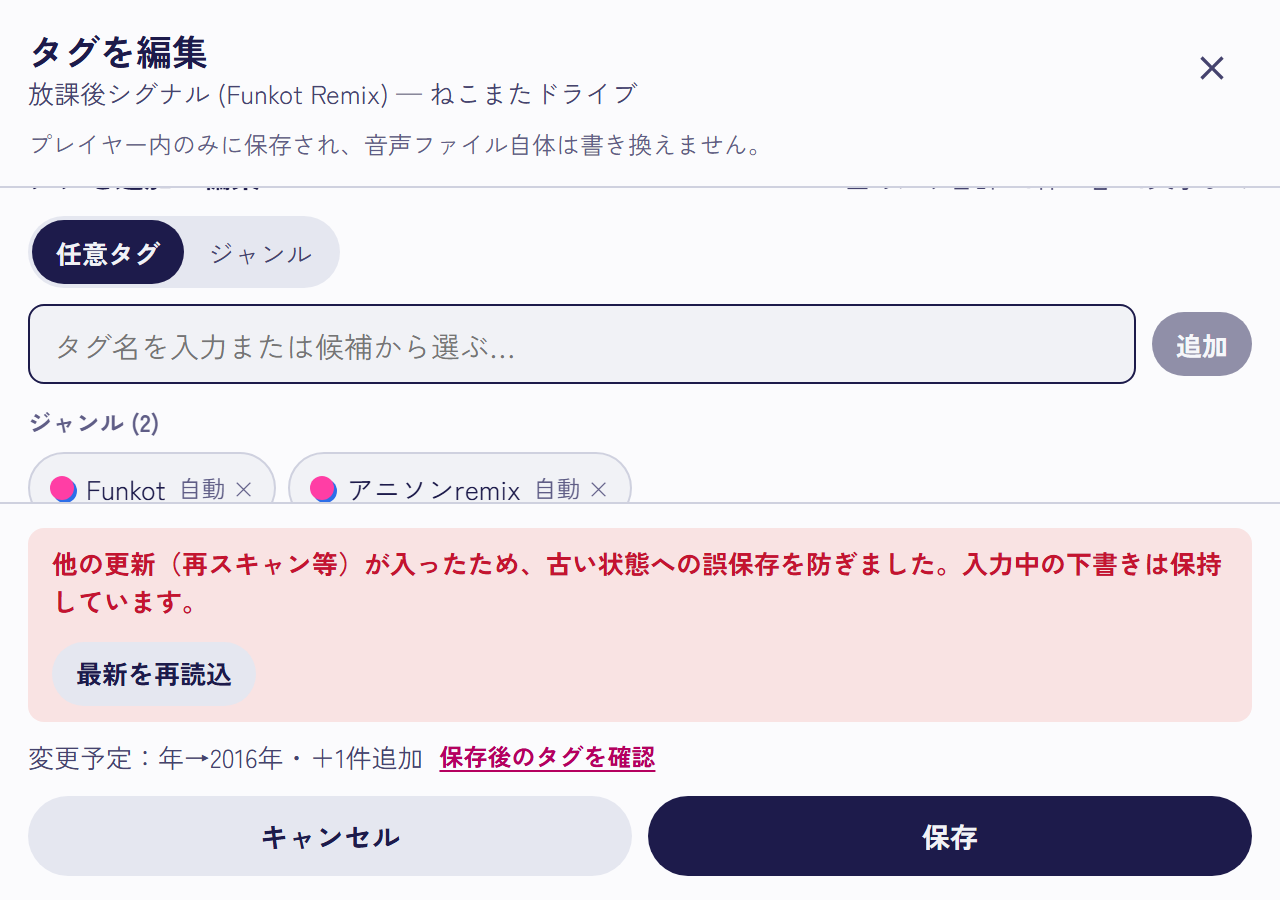 タグを編集
放課後シグナル (Funkot Remix) — ねこまたドライブ
プレイヤー内のみに保存され、音声ファイル自体は書き換えません。
任意タグ ジャンル
タグ名を入力または候補から選ぶ…
追加
ジャンル (2)
Funkot 自動 × アニソンremix 自動 ×
他の更新（再スキャン等）が入ったため、古い状態への誤保存を防ぎました。入力中の下書きは保持
しています。
最新を再読込
変更予定：年→2016年・＋1件追加 保存後のタグを確認
キャンセル 保存